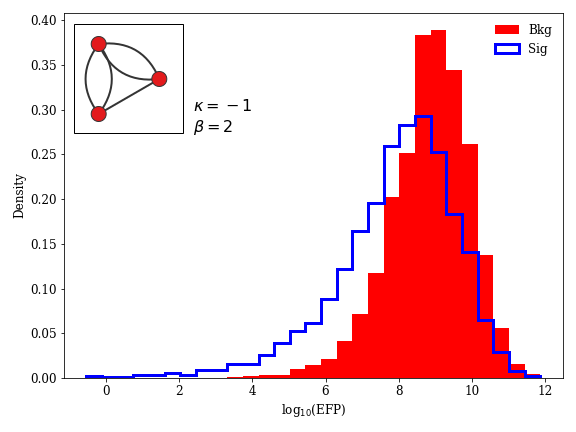 0.40
0.35
0.30
0.25
0.20
0.15
0.10
0.05
0.00
Density
κ = −1
β = 2
Bkg
Sig
0 2 4 6 8 10 12
log₁₀(EFP)